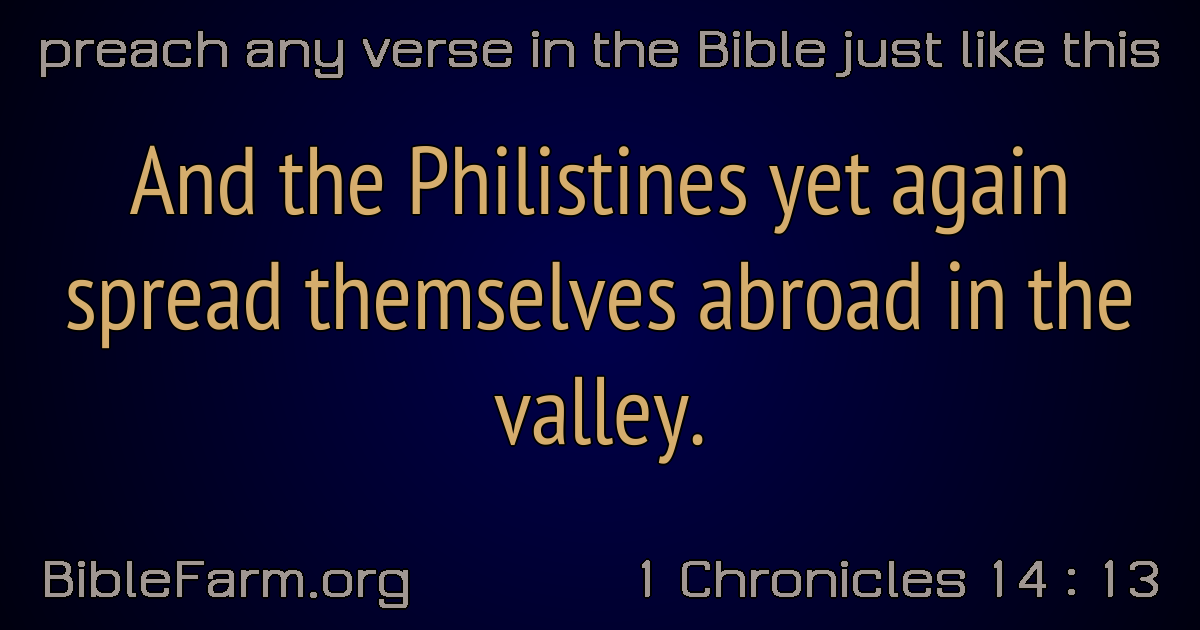 preach any verse in the Bible just like this
And the Philistines yet again
spread themselves abroad in the
valley.
BibleFarm.org
1 Chronicles 14 : 13